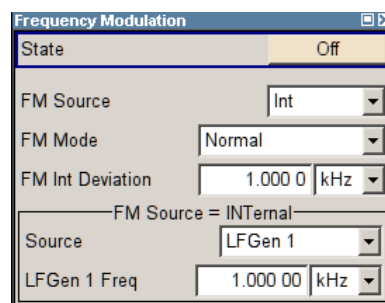 Frequency Modulation
State Off
FM Source Int
FM Mode Normal
FM Int Deviation 1.000 0 kHz
FM Source = INTernal
Source LFGen 1
LFGen 1 Freq 1.000 00 kHz